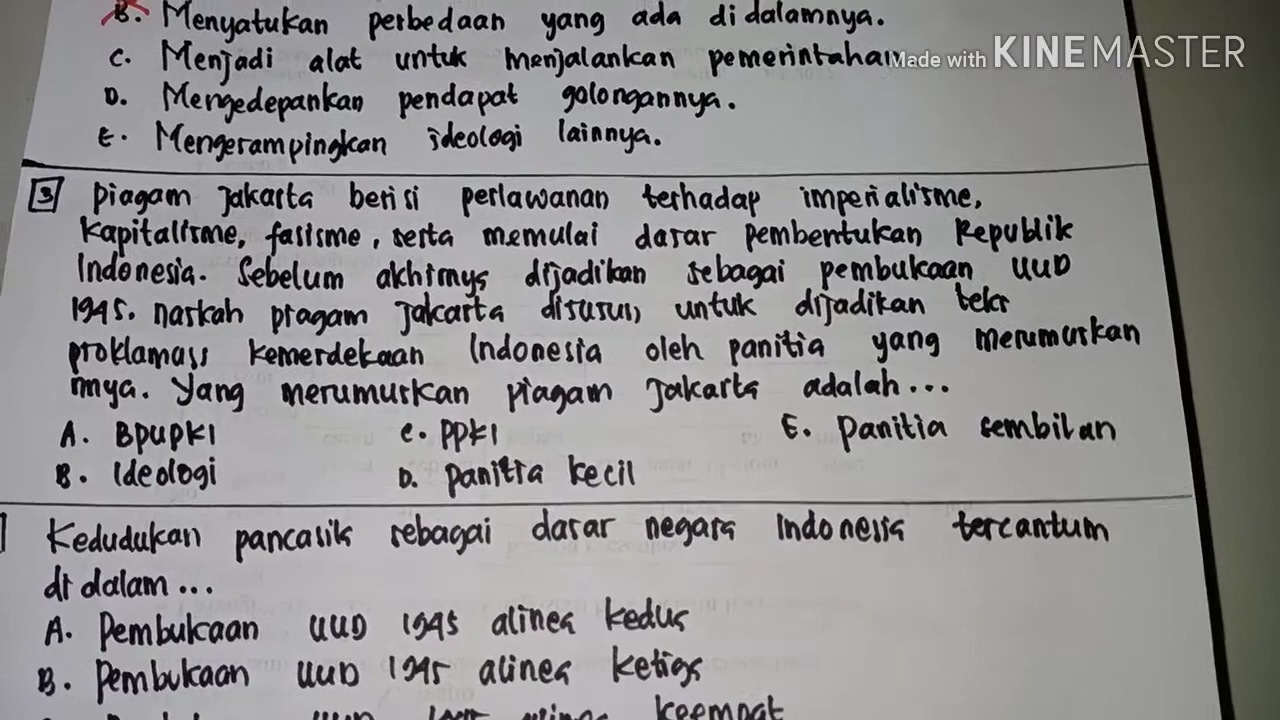 B. Menyatukan perbedaan yang ada di dalamnya.
C. Menjadi alat untuk menjalankan pemerintahan
Made with KINEMASTER
D. Mengedepankan pendapat golongannya.
E. Mengerampingkan ideologi lainnya.
3 piagam Jakarta berisi perlawanan terhadap imperialisme,
kapitalisme, fasisme, serta memulai dasar pembentukan Republik
Indonesia. Sebelum akhirnya dijadikan sebagai pembukaan UUD
1945. naskah piagam Jakarta disusun untuk dijadikan teks
proklamasi kemerdekaan Indonesia oleh panitia yang merumuskan
nnya. Yang merumuskan piagam Jakarta adalah...
A. BPUPKI C. PPKI E. Panitia sembilan
B. Ideologi D. panitia kecil
Kedudukan pancasila sebagai dasar negara Indonesia tercantum
di dalam...
A. Pembukaan UUD 1945 alinea kedua
B. Pembukaan UUD 1945 alinea ketiga
keempat